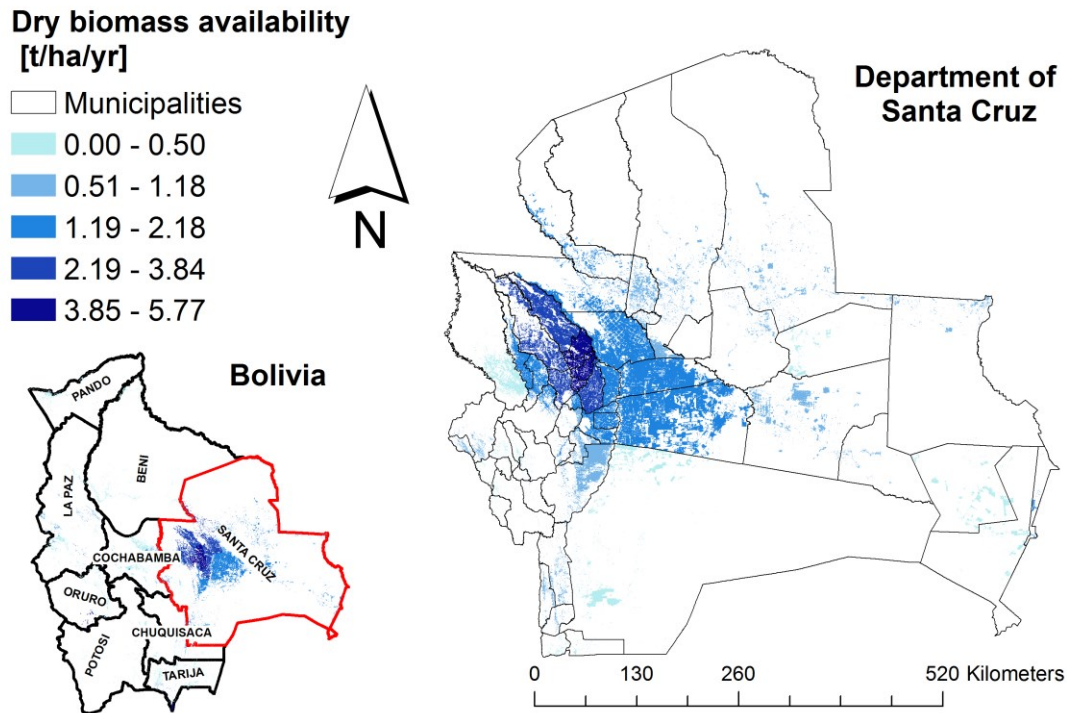 Dry biomass availability
[t/ha/yr]
Municipalities
0.00 - 0.50
0.51 - 1.18
1.19 - 2.18
2.19 - 3.84
3.85 - 5.77
N
Department of
Santa Cruz
Bolivia
PANDO
BENI
LA PAZ
SANTA CRUZ
COCHABAMBA
ORURO
CHUQUISACA
POTOSI
TARIJA
0 130 260 520 Kilometers